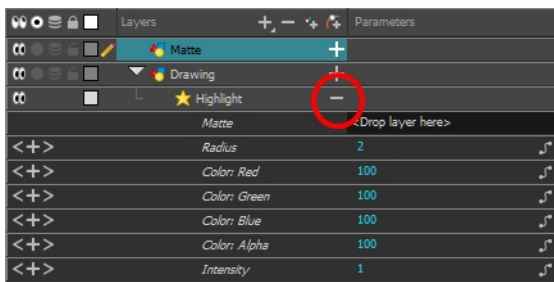 Layers Parameters
Matte
Drawing
Highlight
Matte <Drop layer here>
Radius 2
Color: Red 100
Color: Green 100
Color: Blue 100
Color: Alpha 100
Intensity 1